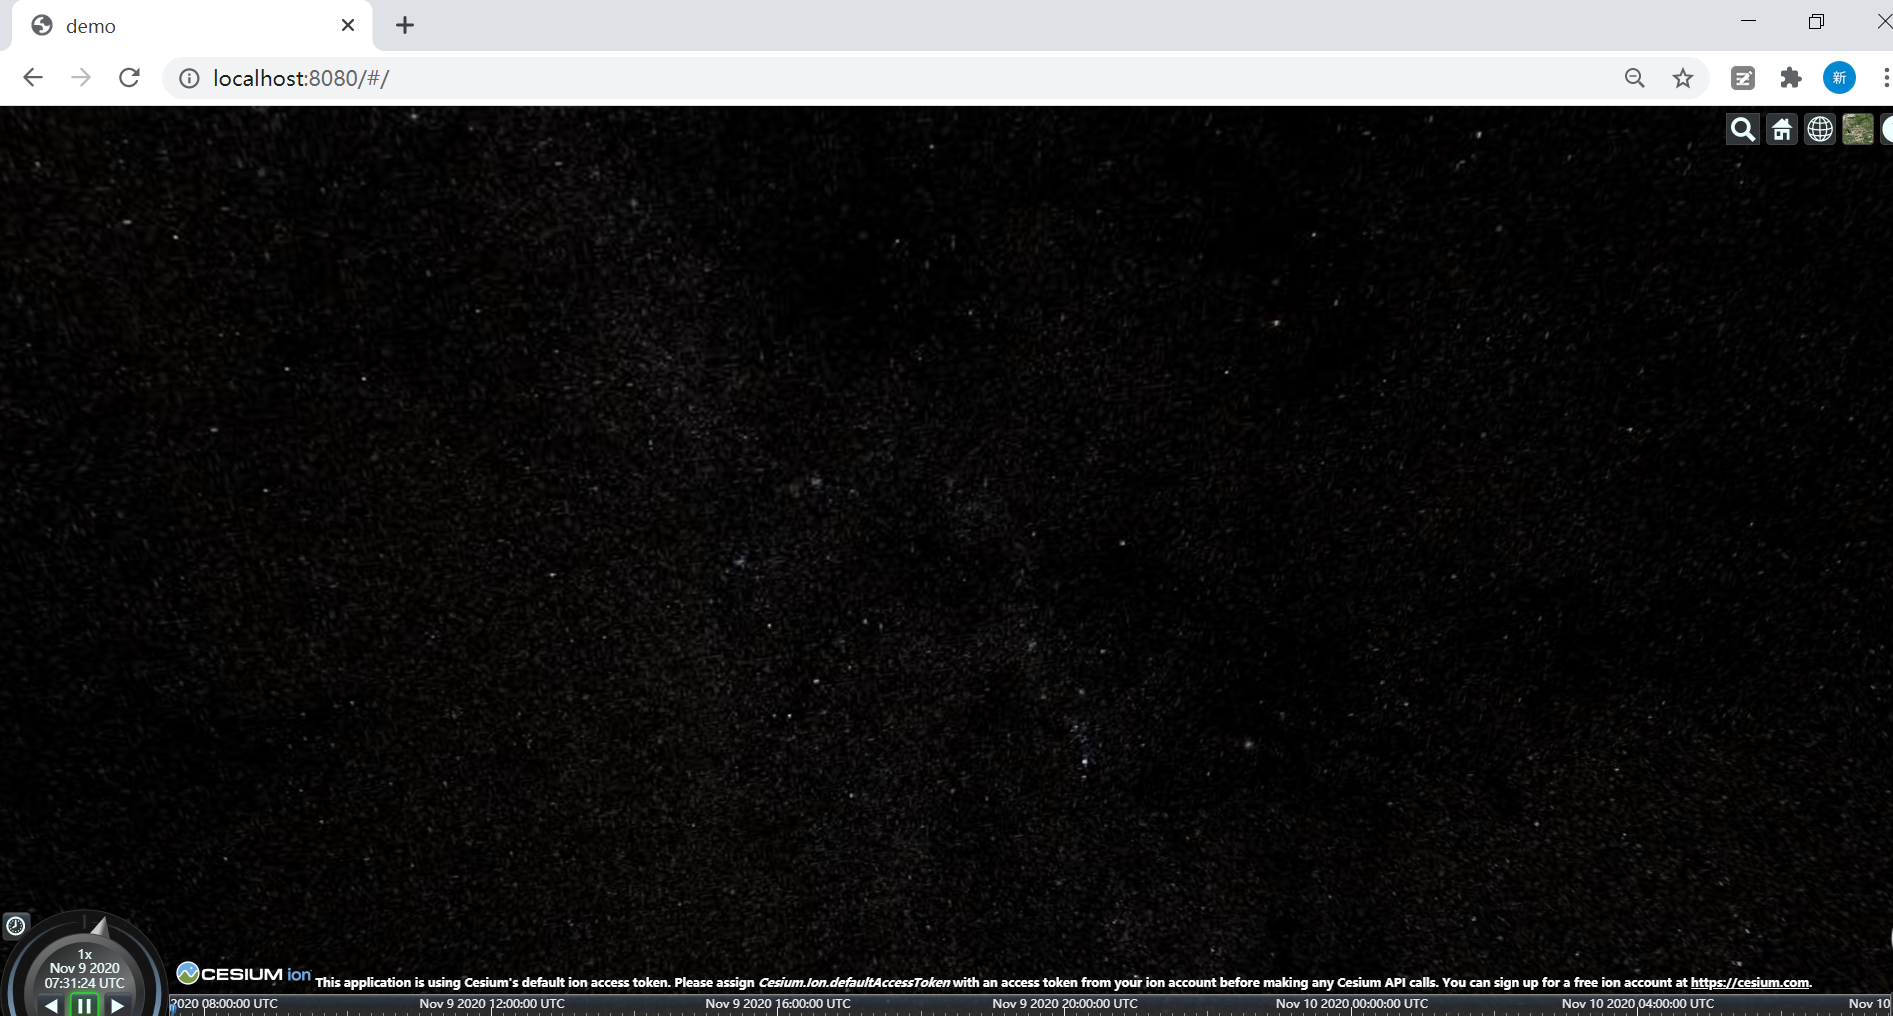 demo
localhost:8080/#/
新
1x
Nov 9 2020
07:31:24 UTC
CESIUM ion
This application is using Cesium's default ion access token. Please assign Cesium.Ion.defaultAccessToken with an access token from your ion account before making any Cesium API calls. You can sign up for a free ion account at https://cesium.com.
2020 08:00:00 UTC Nov 9 2020 12:00:00 UTC Nov 9 2020 16:00:00 UTC Nov 9 2020 20:00:00 UTC Nov 10 2020 00:00:00 UTC Nov 10 2020 04:00:00 UTC Nov 10